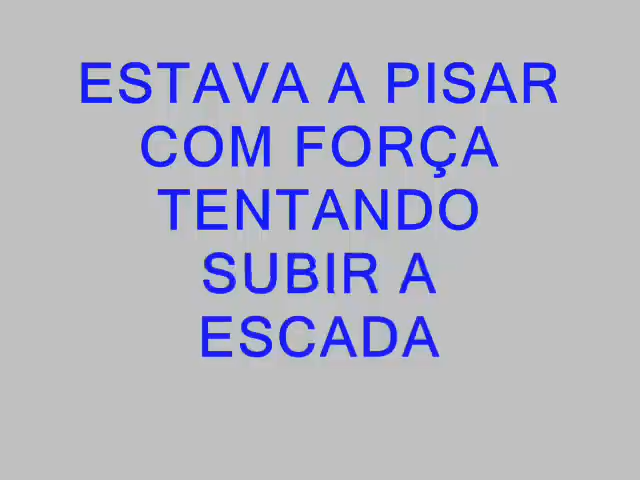 ESTAVA A PISAR
COM FORÇA
TENTANDO
SUBIR A
ESCADA